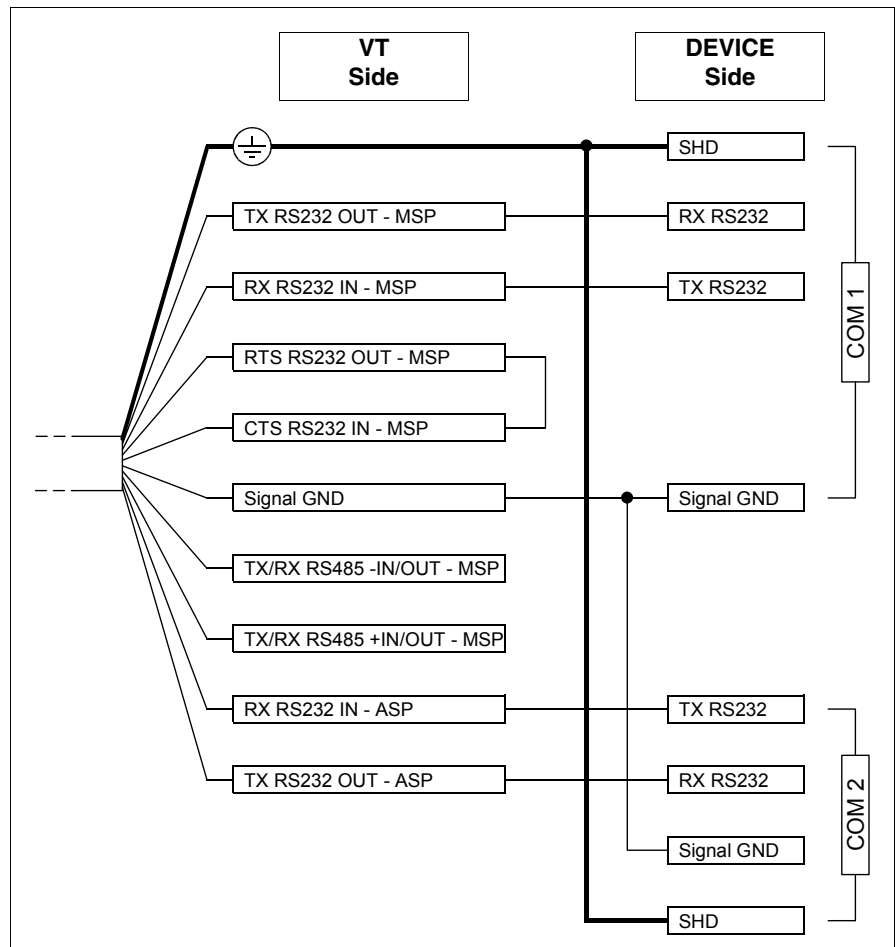 VT
Side
DEVICE
Side
SHD
TX RS232 OUT - MSP
RX RS232
RX RS232 IN - MSP
TX RS232
COM 1
RTS RS232 OUT - MSP
CTS RS232 IN - MSP
Signal GND
Signal GND
TX/RX RS485 -IN/OUT - MSP
TX/RX RS485 +IN/OUT - MSP
RX RS232 IN - ASP
TX RS232
TX RS232 OUT - ASP
RX RS232
COM 2
Signal GND
SHD